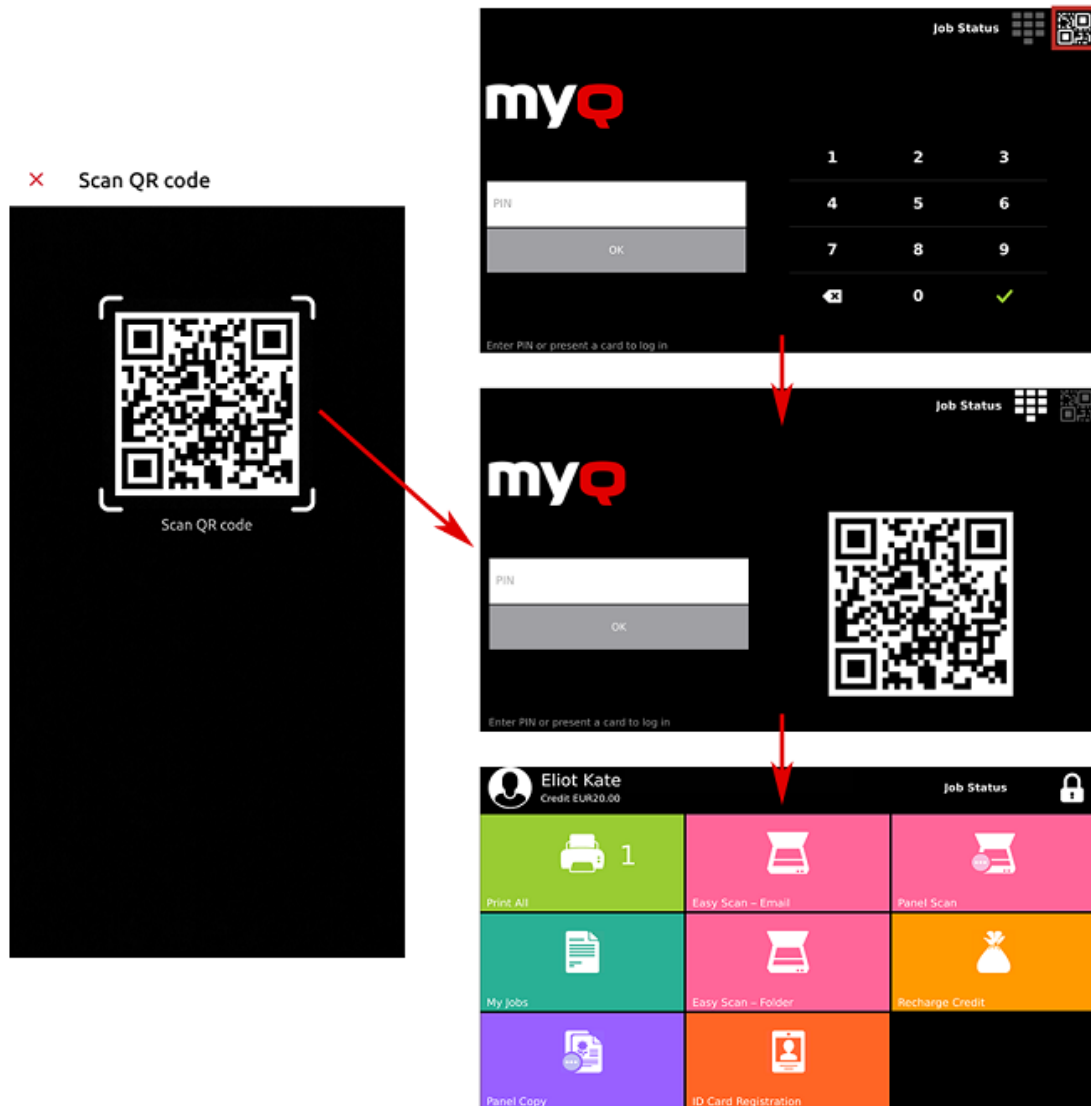 Scan QR code
Scan QR code
Job Status
myQ
1 2 3
PIN
4 5 6
OK
7 8 9
0
Enter PIN or present a card to log in
Job Status
myQ
PIN
OK
Enter PIN or present a card to log in
Eliot Kate
Credit EUR20.00
Job Status
1
Print All
Easy Scan – Email
Panel Scan
My Jobs
Easy Scan – Folder
Recharge Credit
Panel Copy
ID Card Registration